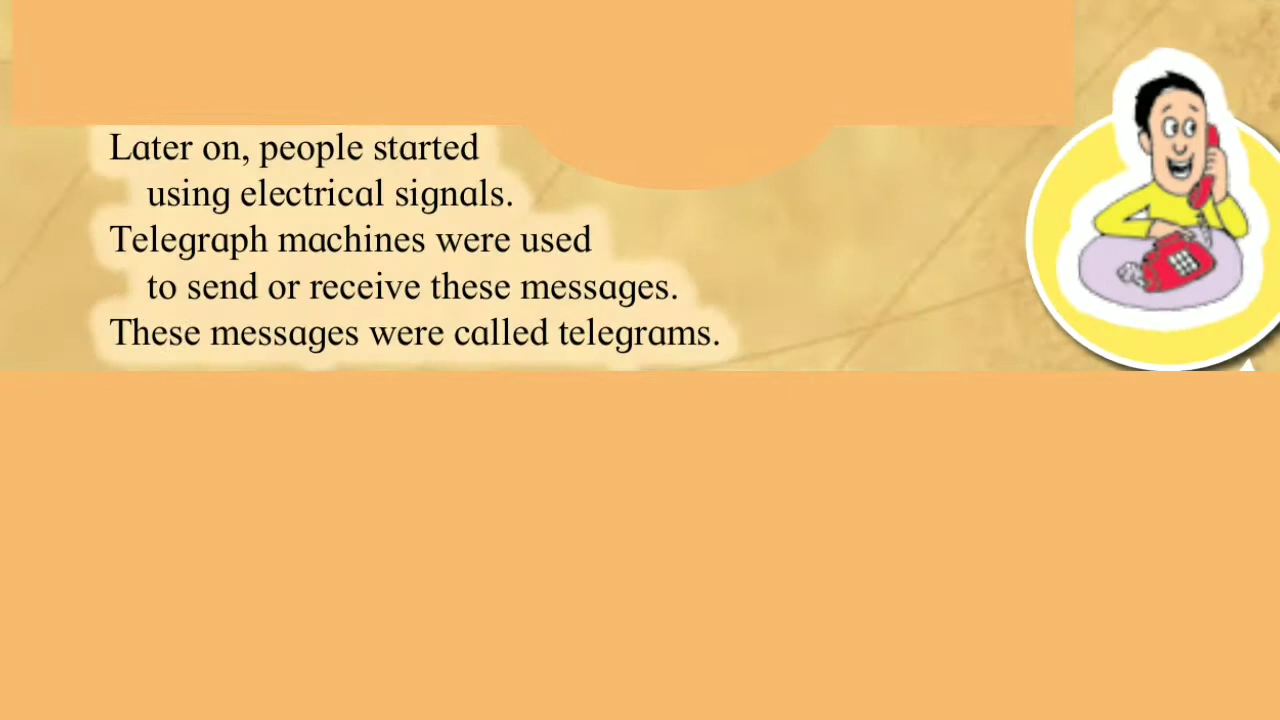 Later on, people started
using electrical signals.
Telegraph machines were used
to send or receive these messages.
These messages were called telegrams.